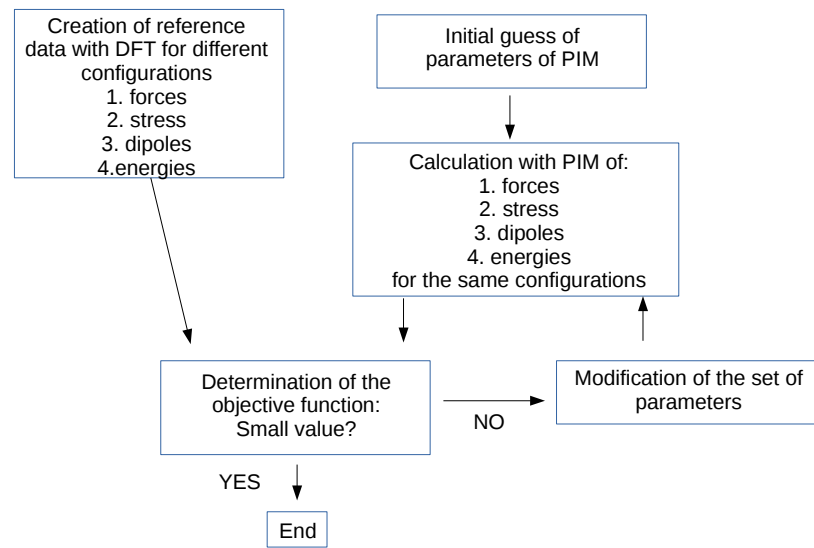 Creation of reference
data with DFT for different
configurations
1. forces
2. stress
3. dipoles
4.energies
Initial guess of
parameters of PIM
Calculation with PIM of:
1. forces
2. stress
3. dipoles
4. energies
for the same configurations
Determination of the
objective function:
Small value?
NO
Modification of the set of
parameters
YES
End